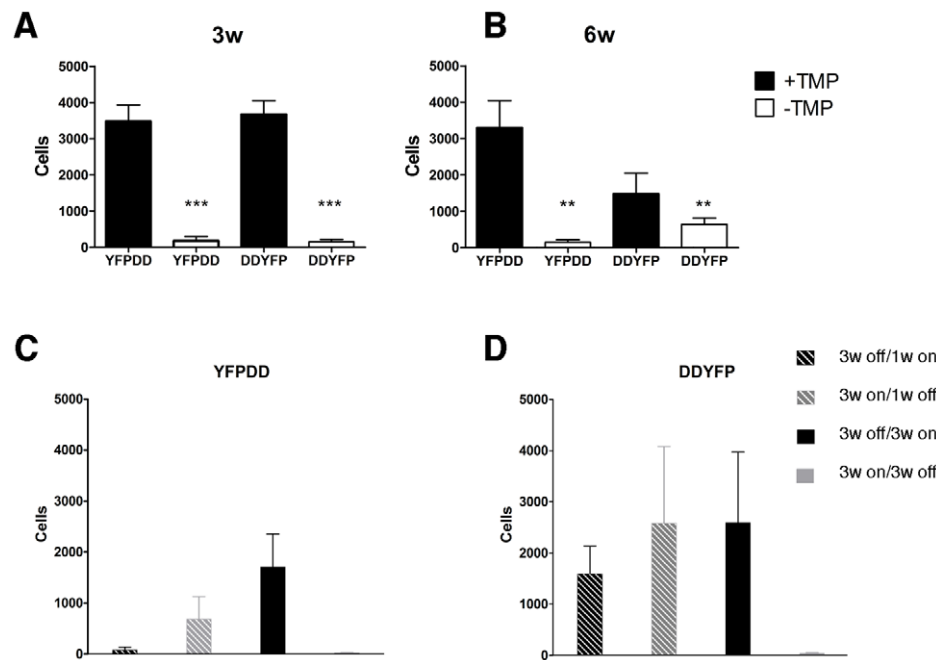 A
3w
5000
4000
3000
2000
1000
0
Cells
***
***
YFPDD YFPDD DDYFP DDYFP
B
6w
5000
4000
3000
2000
1000
0
Cells
**
**
YFPDD YFPDD DDYFP DDYFP
+TMP
-TMP
C
YFPDD
5000
4000
3000
2000
1000
0
Cells
D
DDYFP
5000
4000
3000
2000
1000
0
Cells
3w off/1w on
3w on/1w off
3w off/3w on
3w on/3w off